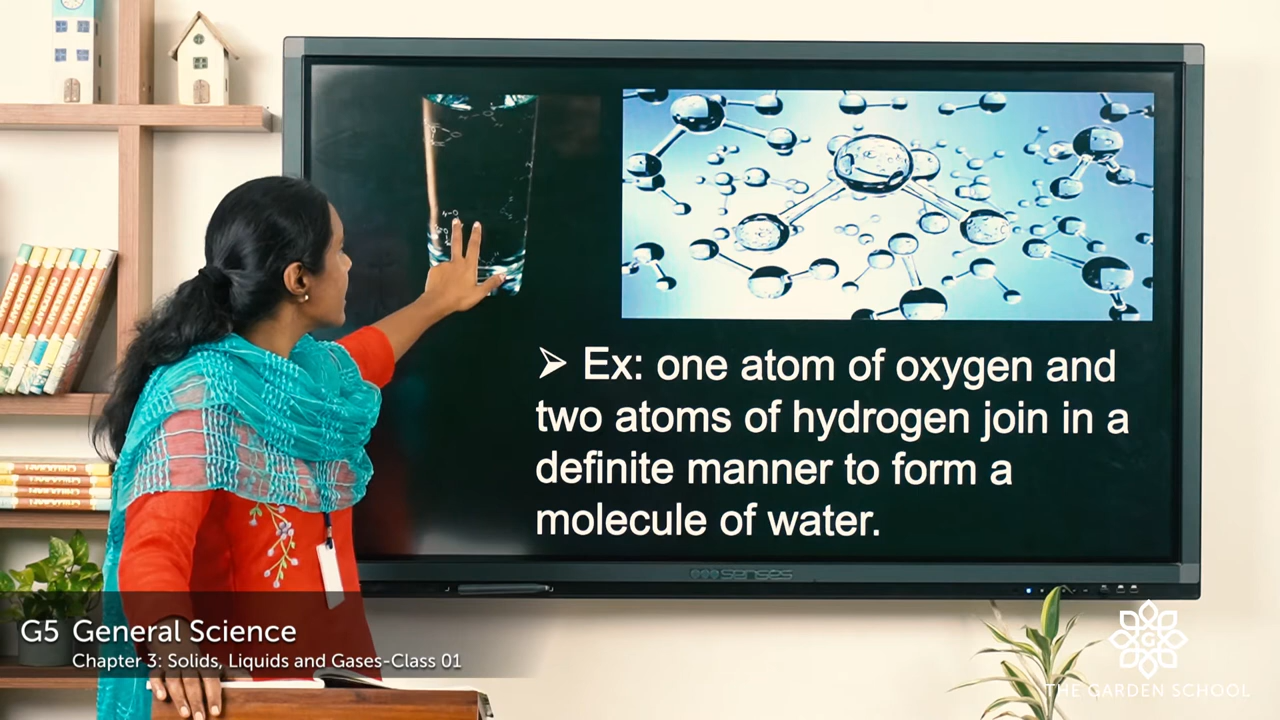 ➢ Ex: one atom of oxygen and
two atoms of hydrogen join in a
definite manner to form a
molecule of water.
senses
G5 General Science
Chapter 3: Solids, Liquids and Gases-Class 01
G
THE GARDEN SCHOOL